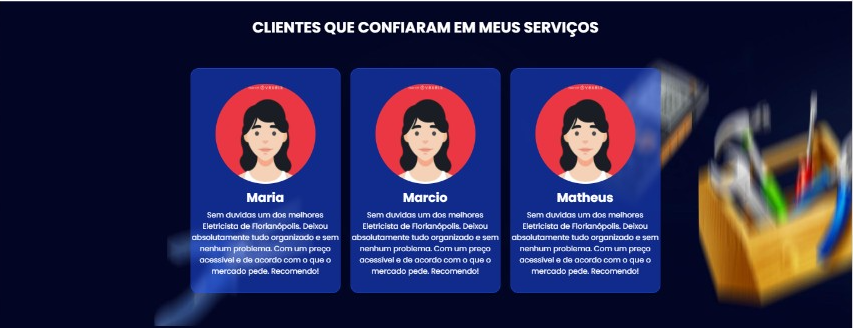 CLIENTES QUE CONFIARAM EM MEUS SERVIÇOS
Maria
Sem duvidas um dos melhores
Eletricista de Florianópolis. Deixou
absolutamente tudo organizado e sem
nenhum problema. Com um preço
acessível e de acordo com o que o
mercado pede. Recomendo!
Marcio
Sem duvidas um dos melhores
Eletricista de Florianópolis. Deixou
absolutamente tudo organizado e sem
nenhum problema. Com um preço
acessível e de acordo com o que o
mercado pede. Recomendo!
Matheus
Sem duvidas um dos melhores
Eletricista de Florianópolis. Deixou
absolutamente tudo organizado e sem
nenhum problema. Com um preço
acessível e de acordo com o que o
mercado pede. Recomendo!